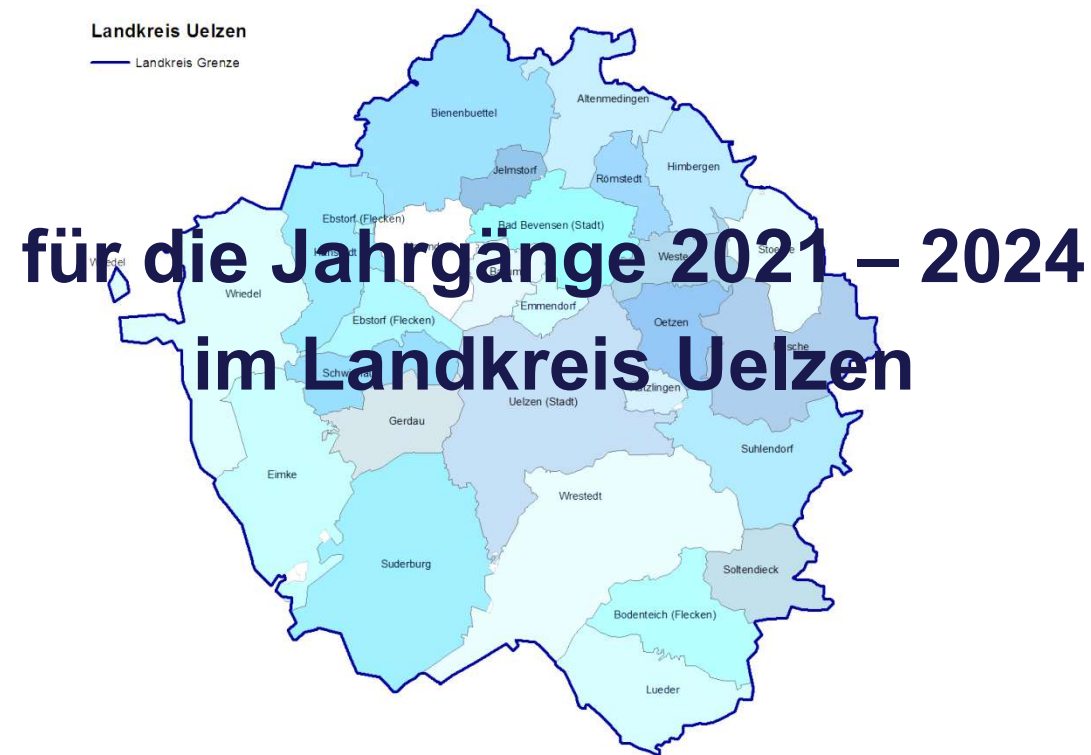 Landkreis Uelzen
Landkreis Grenze
Altenmedingen
Bienenbuettel
Himbergen
Jelmstorf
Römstedt
Ebstorf (Flecken)
Bad Bevensen (Stadt)
für die Jahrgänge 2021 – 2024
Wriedel
Wriedel
Emmendorf
Oetzen
Ebstorf (Flecken)
im Landkreis Uelzen
Uelzen (Stadt)
Gerdau
Suhlendorf
Eimke
Wrestedt
Suderburg
Soltendieck
Bodenteich (Flecken)
Lueder